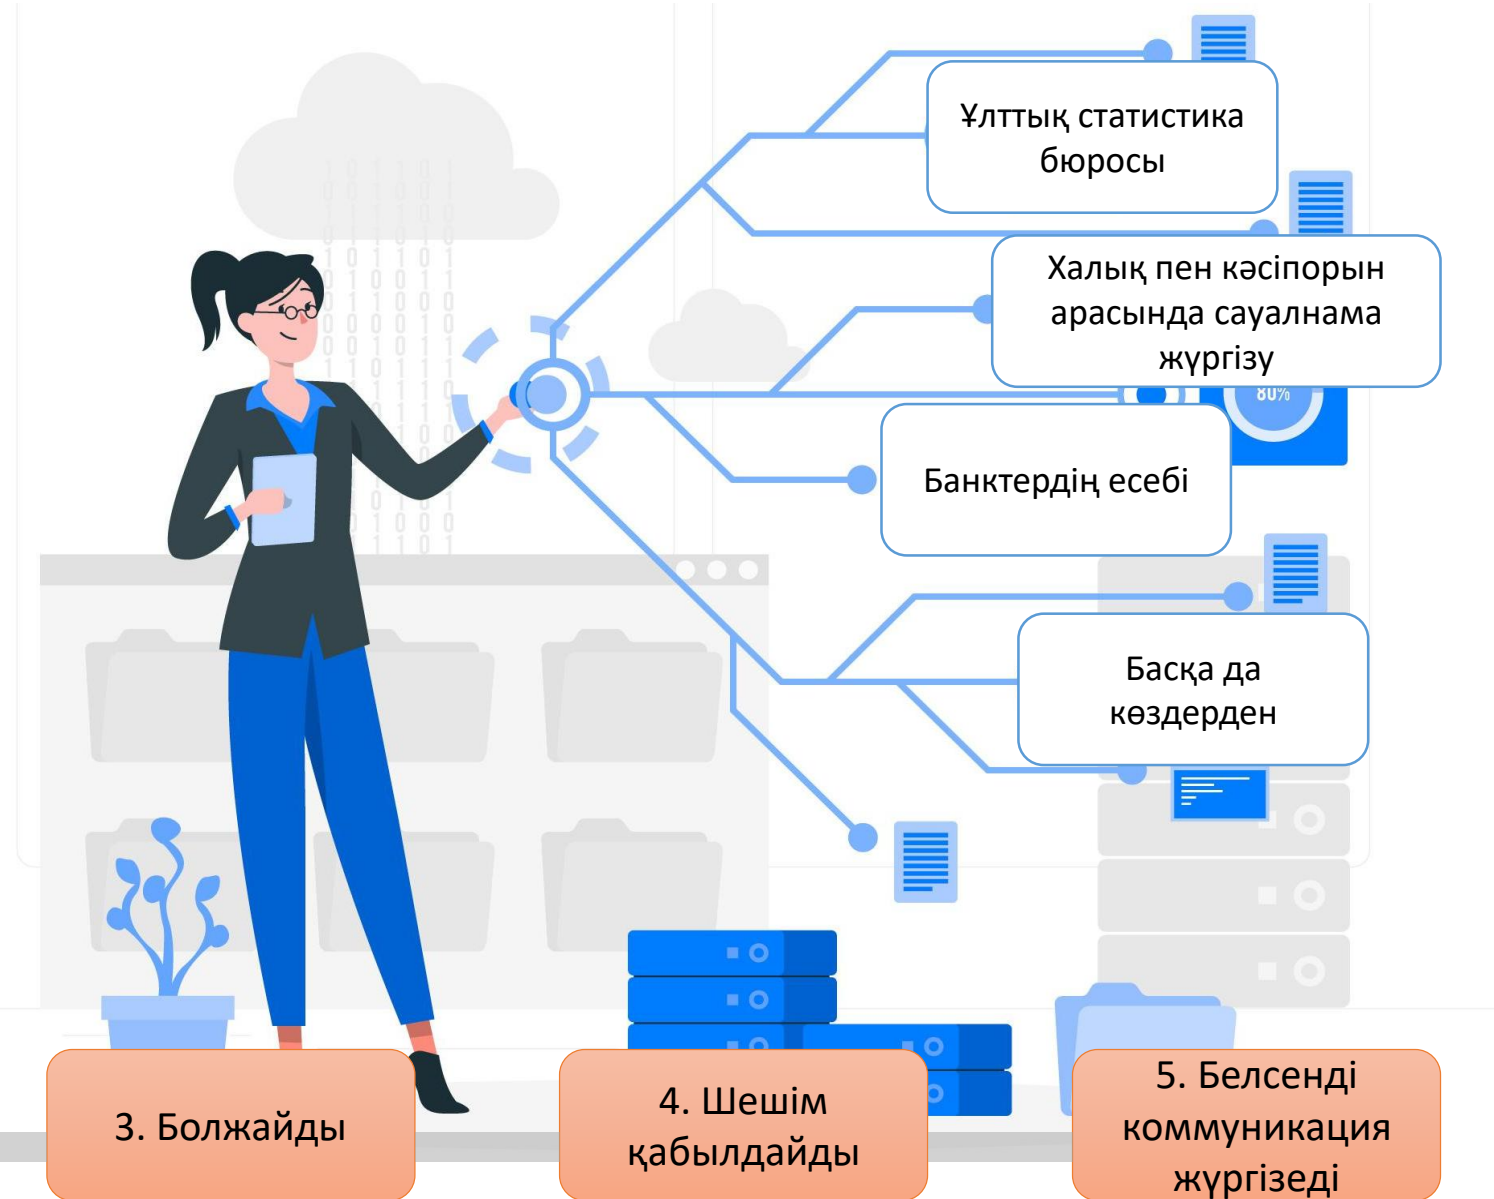 Ұлттық статистика
бюросы
Халық пен кәсіпорын
арасында сауалнама
жүргізу
80%
Банктердің есебі
Басқа да
көздерден
3. Болжайды
4. Шешім
қабылдайды
5. Белсенді
коммуникация
жүргізеді